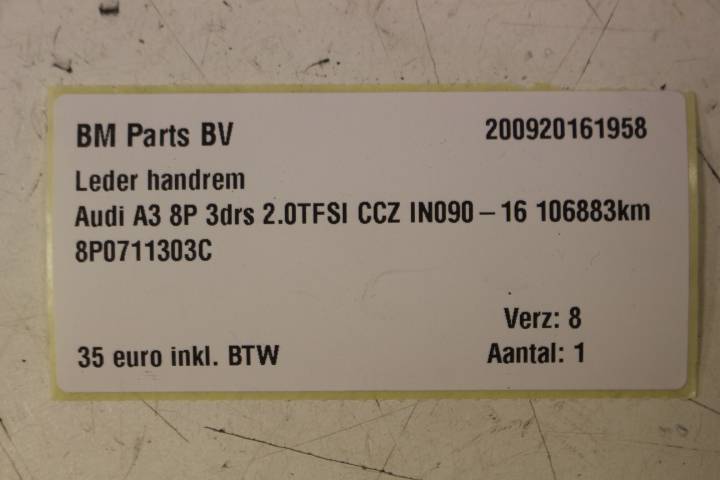 BM Parts BV 200920161958
Leder handrem
Audi A3 8P 3drs 2.0TFSI CCZ IN090 – 16 106883km
8P0711303C
Verz: 8
35 euro inkl. BTW Aantal: 1